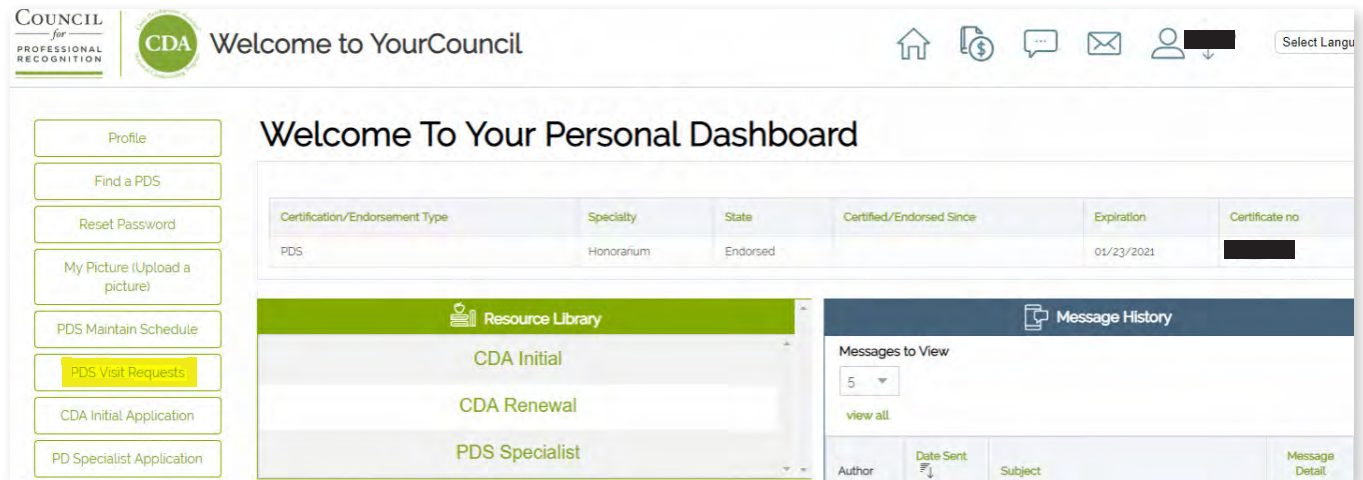 COUNCIL
for
PROFESSIONAL
RECOGNITION
CDA
Welcome to YourCouncil
Select Langu
Profile
Find a PDS
Reset Password
My Picture (Upload a
picture)
PDS Maintain Schedule
PDS Visit Requests
CDA Initial Application
PD Specialist Application
Welcome To Your Personal Dashboard
Certification/Endorsement Type Specialty State Certified/Endorsed Since Expiration Certificate no
PDS Honorarium Endorsed 01/23/2021
Resource Library
CDA Initial
CDA Renewal
PDS Specialist
Message History
Messages to View
5
view all
Author Date Sent Subject Message
Detail